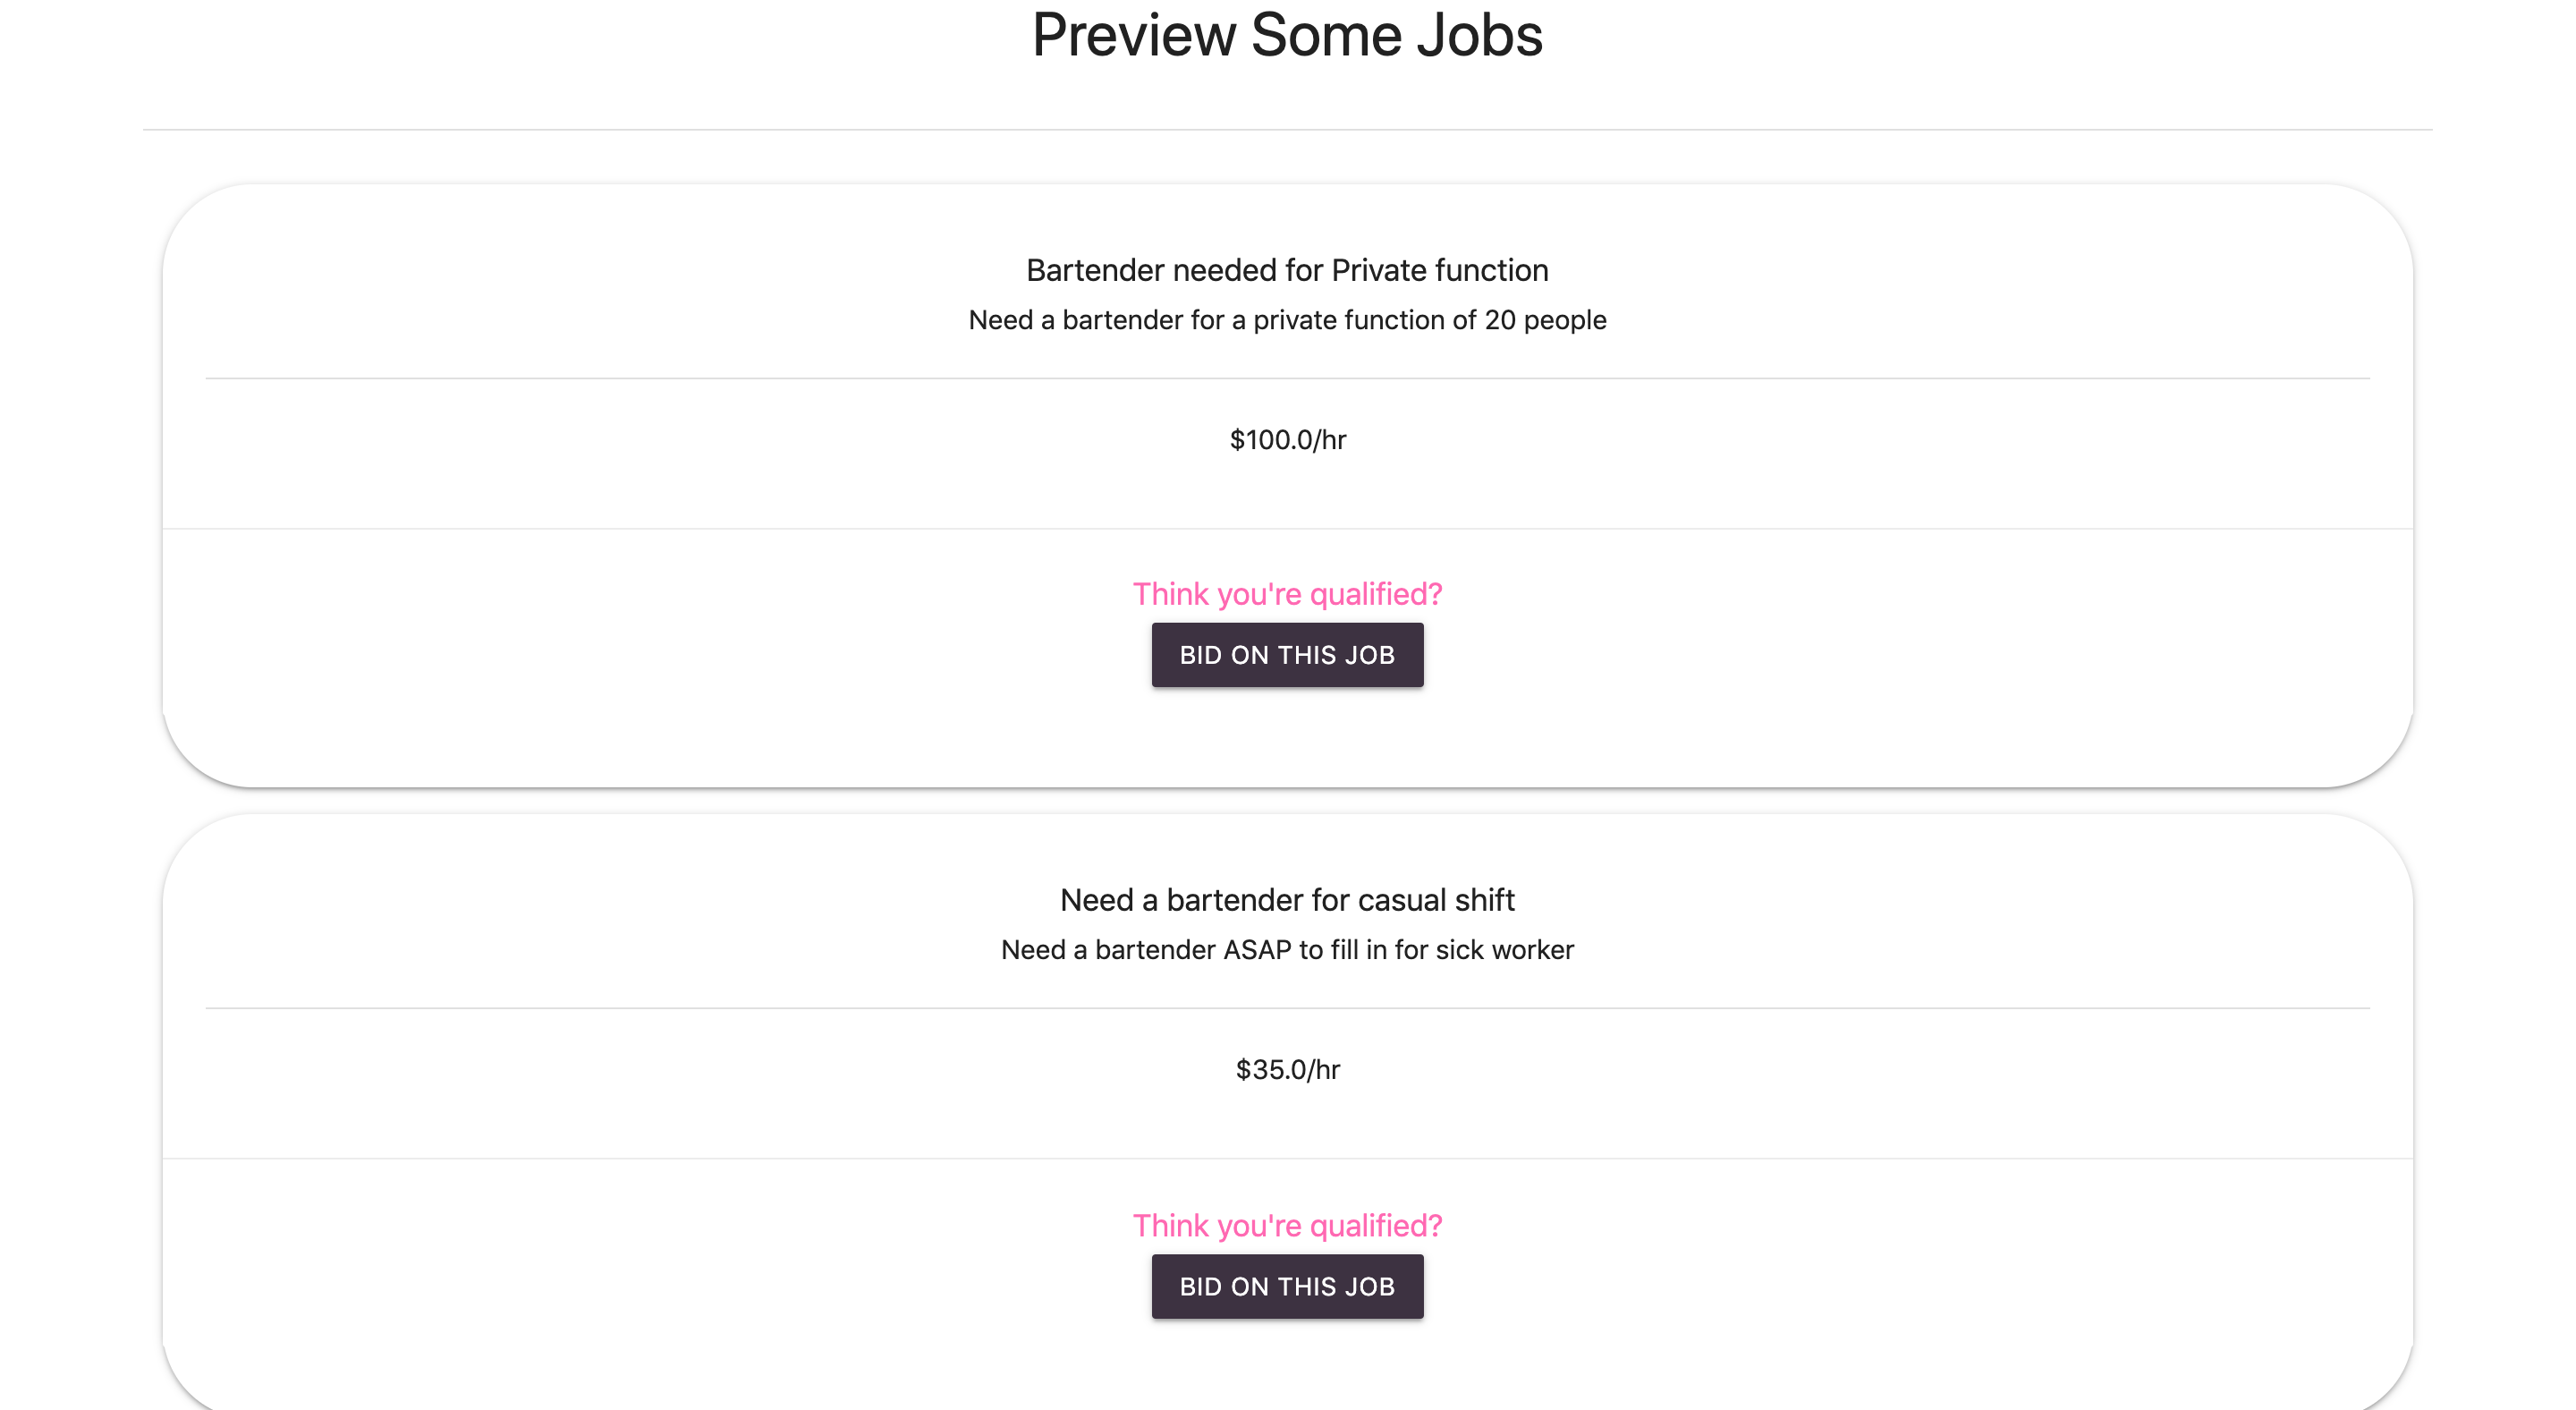 Preview Some Jobs
Bartender needed for Private function
Need a bartender for a private function of 20 people
$100.0/hr
Think you're qualified?
BID ON THIS JOB
Need a bartender for casual shift
Need a bartender ASAP to fill in for sick worker
$35.0/hr
Think you're qualified?
BID ON THIS JOB